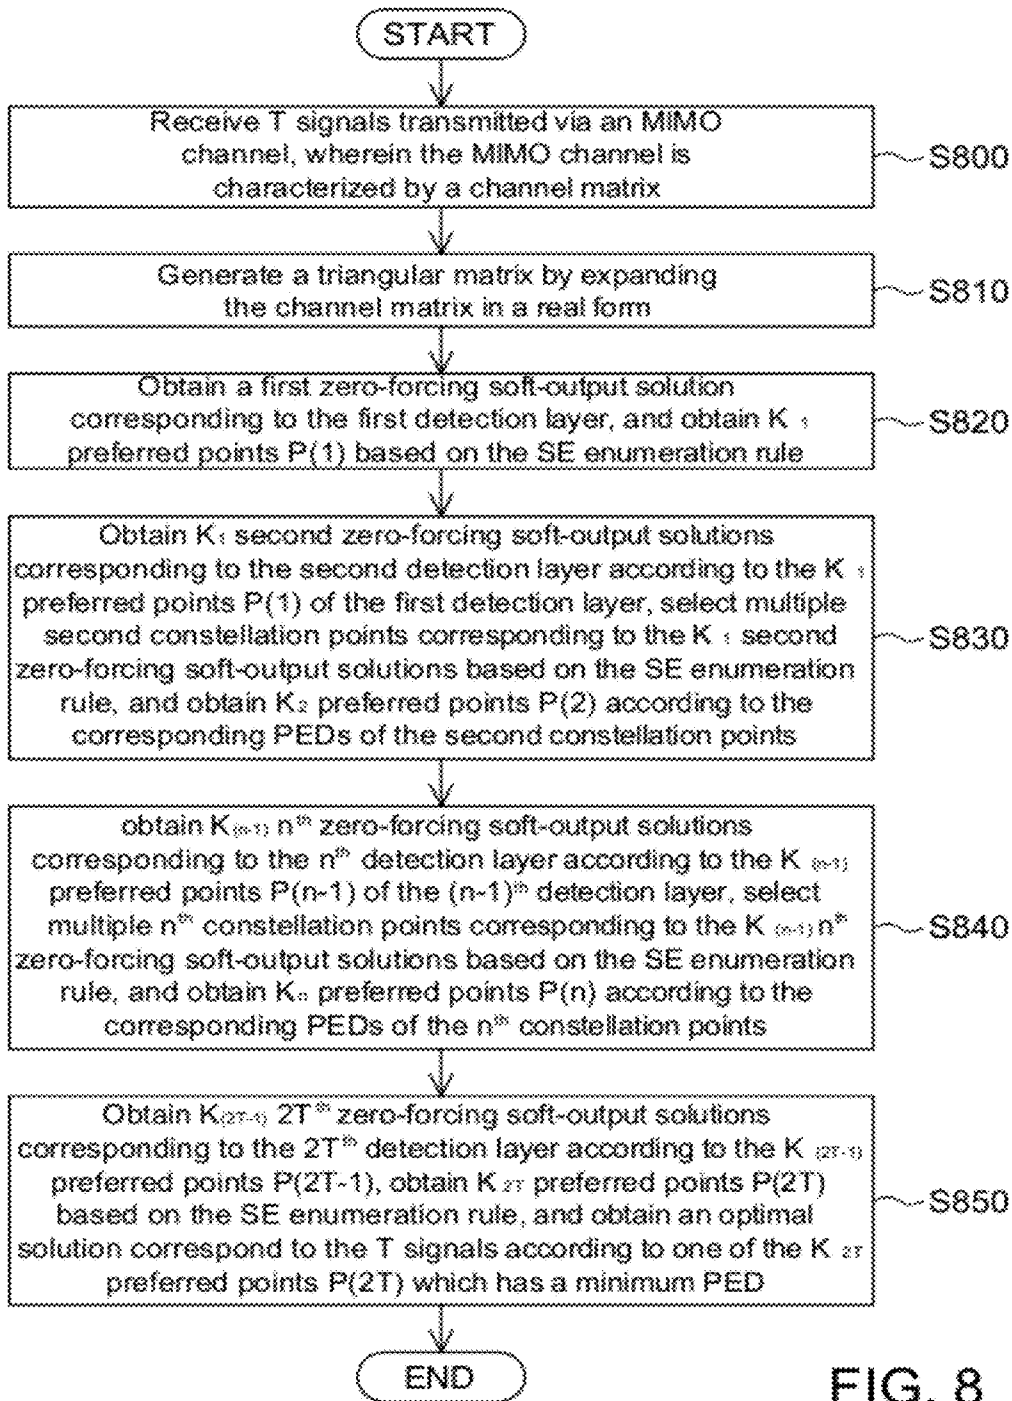 START
Receive T signals transmitted via an MIMO
channel, wherein the MIMO channel is
characterized by a channel matrix
S800
Generate a triangular matrix by expanding
the channel matrix in a real form
S810
Obtain a first zero-forcing soft-output solution
corresponding to the first detection layer, and obtain K 1
preferred points P(1) based on the SE enumeration rule
S820
Obtain K1 second zero-forcing soft-output solutions
corresponding to the second detection layer according to the K 1
preferred points P(1) of the first detection layer, select multiple
second constellation points corresponding to the K 1 second
zero-forcing soft-output solutions based on the SE enumeration
rule, and obtain K2 preferred points P(2) according to the
corresponding PEDs of the second constellation points
S830
obtain K(n-1) nth zero-forcing soft-output solutions
corresponding to the nth detection layer according to the K (n-1)
preferred points P(n-1) of the (n-1)th detection layer, select
multiple nth constellation points corresponding to the K (n-1) nth
zero-forcing soft-output solutions based on the SE enumeration
rule, and obtain Kn preferred points P(n) according to the
corresponding PEDs of the nth constellation points
S840
Obtain K(2T-1) 2Tth zero-forcing soft-output solutions
corresponding to the 2Tth detection layer according to the K (2T-1)
preferred points P(2T-1), obtain K 2T preferred points P(2T)
based on the SE enumeration rule, and obtain an optimal
solution correspond to the T signals according to one of the K 2T
preferred points P(2T) which has a minimum PED
S850
END
FIG. 8